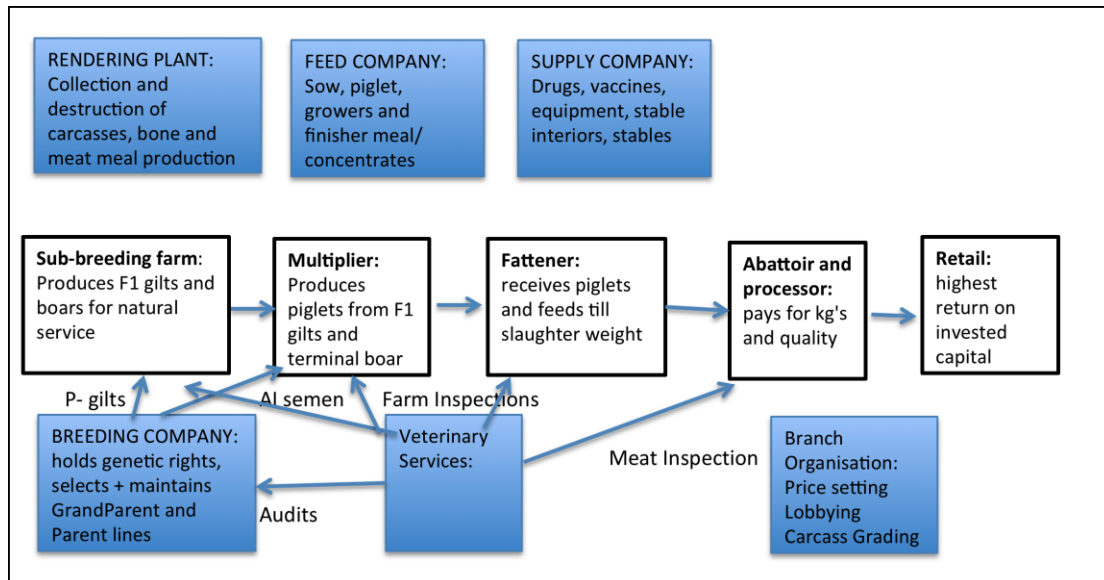 RENDERING PLANT:
Collection and
destruction of
carcasses, bone and
meat meal production
FEED COMPANY:
Sow, piglet,
growers and
finisher meal/
concentrates
SUPPLY COMPANY:
Drugs, vaccines,
equipment, stable
interiors, stables
Sub-breeding farm:
Produces F1 gilts and
boars for natural
service
Multiplier:
Produces
piglets from F1
gilts and
terminal boar
Fattener:
receives piglets
and feeds till
slaughter weight
Abattoir and
processor:
pays for kg's
and quality
Retail:
highest
return on
invested
capital
P- gilts
AI semen
Farm Inspections
BREEDING COMPANY:
holds genetic rights,
selects + maintains
GrandParent and
Parent lines
Audits
Veterinary
Services:
Meat Inspection
Branch
Organisation:
Price setting
Lobbying
Carcass Grading